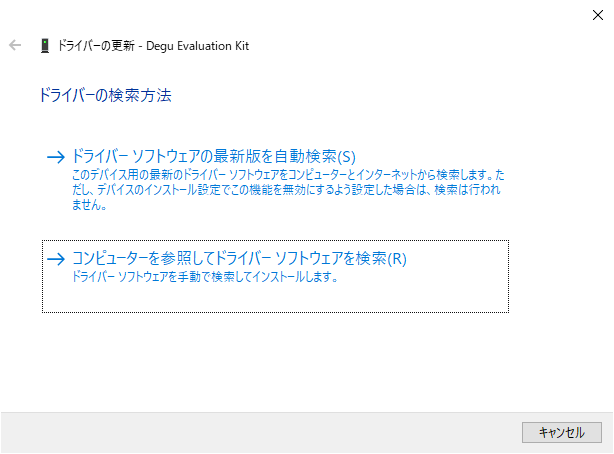 ドライバーの更新 - Degu Evaluation Kit
ドライバーの検索方法
ドライバー ソフトウェアの最新版を自動検索(S)
このデバイス用の最新のドライバー ソフトウェアをコンピューターとインターネットから検索します。た
だし、デバイスのインストール設定でこの機能を無効にするよう設定した場合は、検索は行われ
ません。
コンピューターを参照してドライバー ソフトウェアを検索(R)
ドライバー ソフトウェアを手動で検索してインストールします。
キャンセル